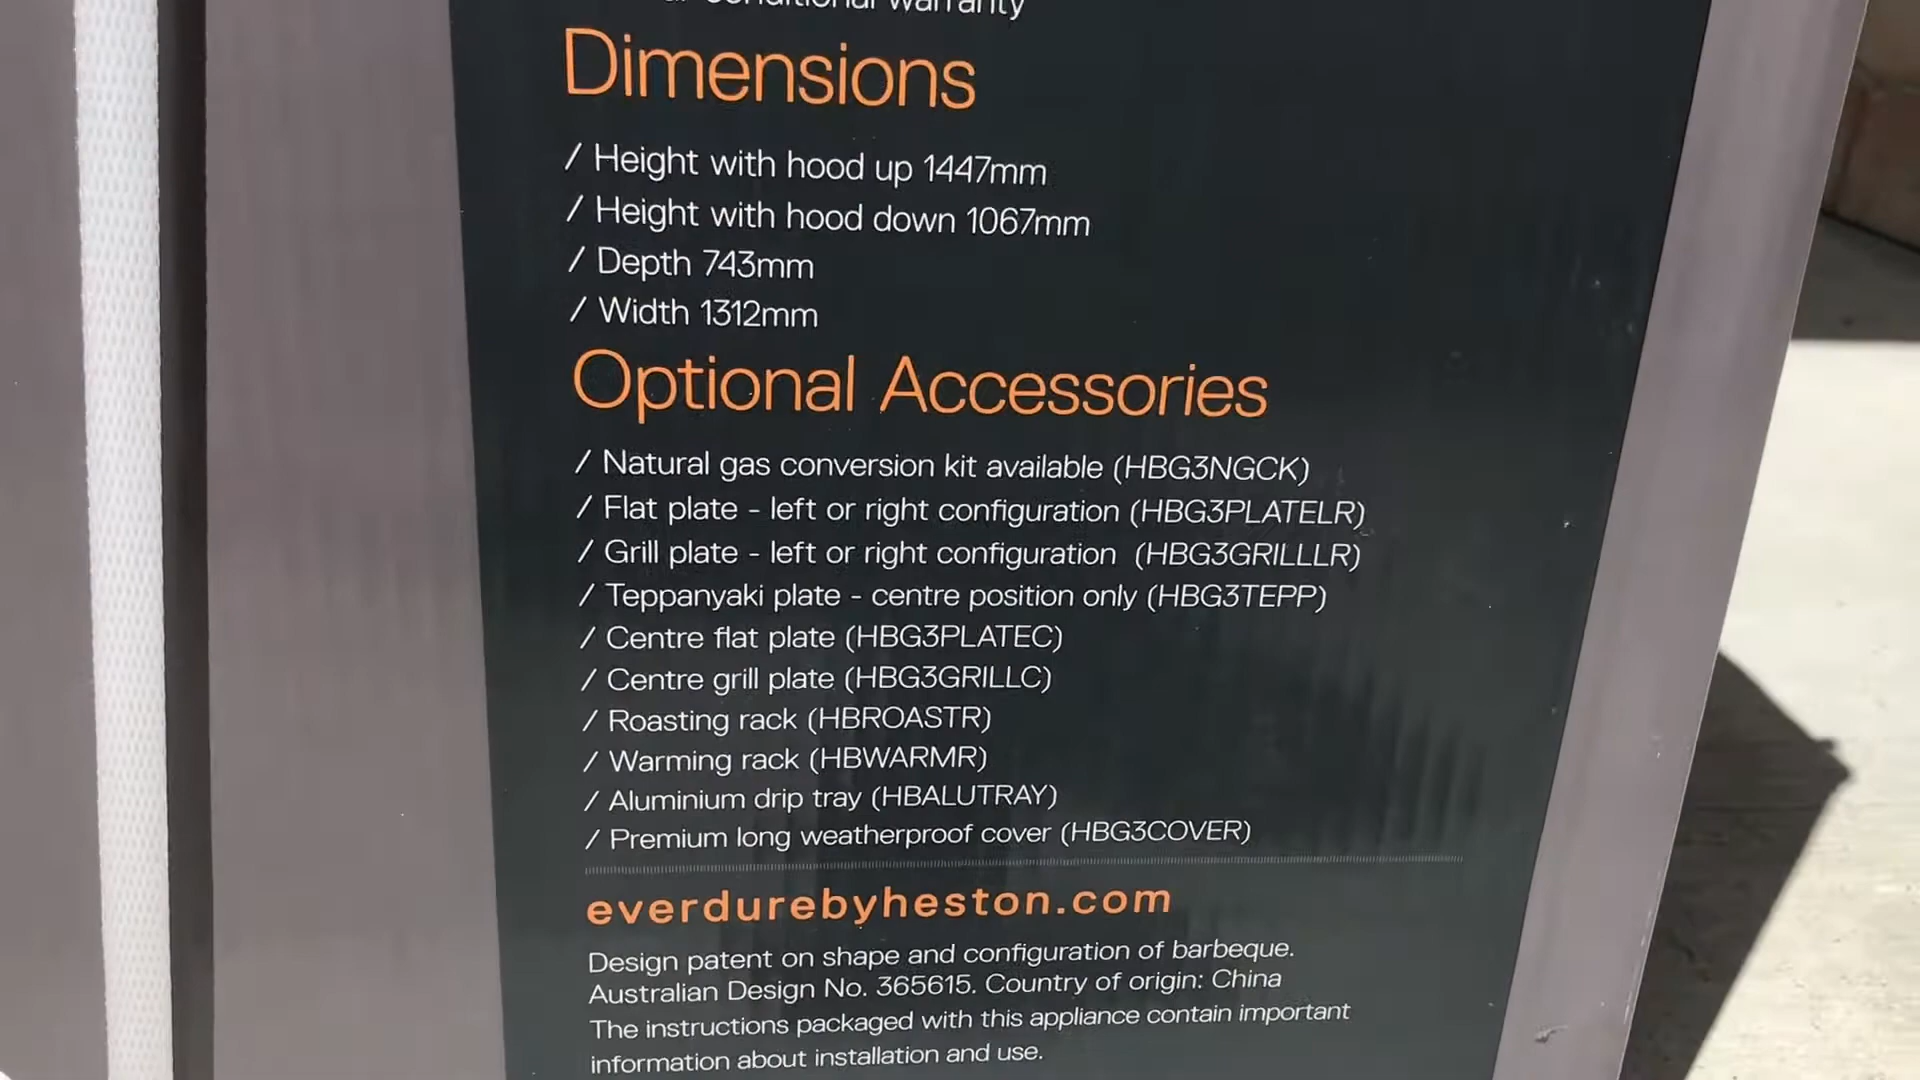 conditional warranty
Dimensions
/ Height with hood up 1447mm
/ Height with hood down 1067mm
/ Depth 743mm
/ Width 1312mm
Optional Accessories
/ Natural gas conversion kit available (HBG3NGCK)
/ Flat plate - left or right configuration (HBG3PLATELR)
/ Grill plate - left or right configuration (HBG3GRILLLR)
/ Teppanyaki plate - centre position only (HBG3TEPP)
/ Centre flat plate (HBG3PLATEC)
/ Centre grill plate (HBG3GRILLC)
/ Roasting rack (HBROASTR)
/ Warming rack (HBWARMR)
/ Aluminium drip tray (HBALUTRAY)
/ Premium long weatherproof cover (HBG3COVER)
everdurebyheston.com
Design patent on shape and configuration of barbeque.
Australian Design No. 365615. Country of origin: China
The instructions packaged with this appliance contain important
information about installation and use.